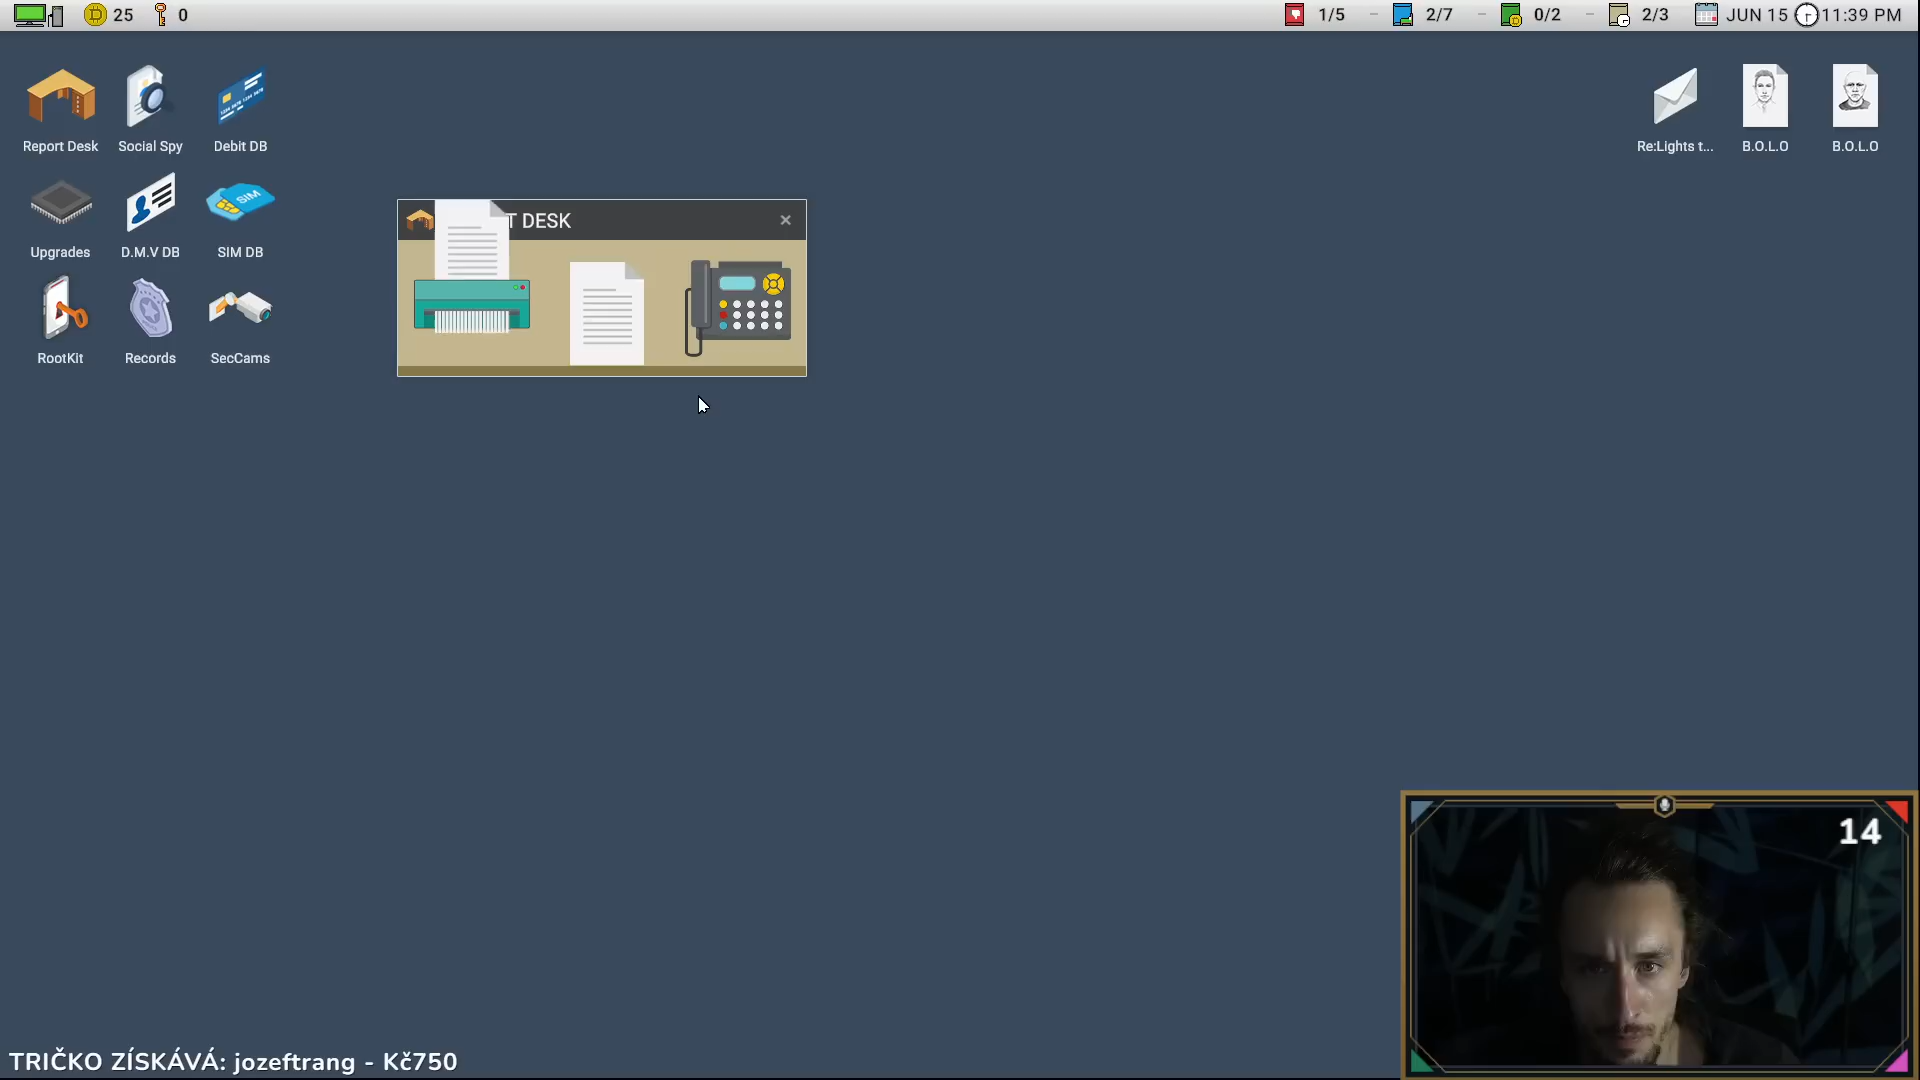 25
0
1/5
2/7
0/2
2/3
JUN 15
11:39 PM
Report Desk
Social Spy
Debit DB
Re:Lights t...
B.O.L.O
B.O.L.O
Upgrades
D.M.V DB
SIM DB
SIM
T DESK
RootKit
Records
SecCams
14
TRIČKO ZÍSKÁVÁ: jozeftrang - Kč750